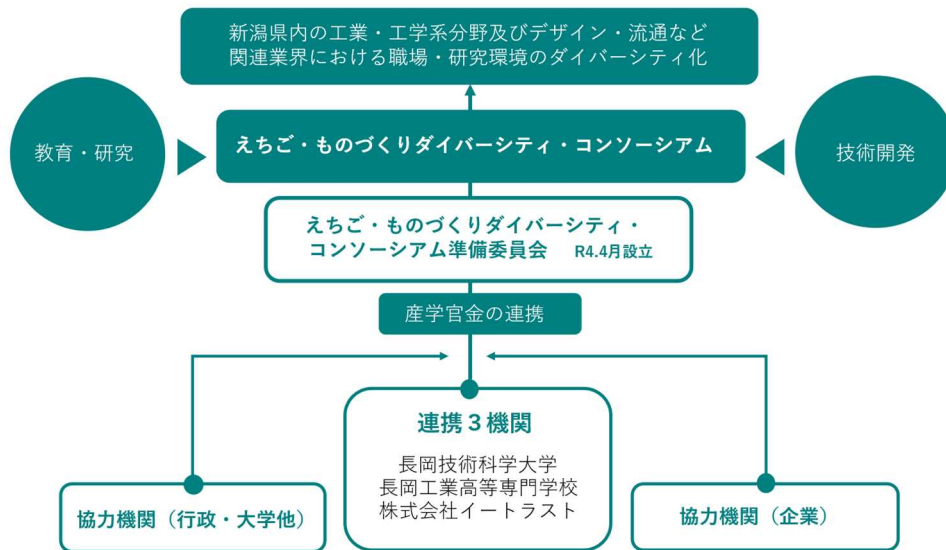 新潟県内の工業・工学系分野及びデザイン・流通など
関連業界における職場・研究環境のダイバーシティ化
教育・研究
えちご・ものづくりダイバーシティ・コンソーシアム
技術開発
えちご・ものづくりダイバーシティ・
コンソーシアム準備委員会 R4.4月設立
産学官金の連携
連携３機関
長岡技術科学大学
長岡工業高等専門学校
株式会社イートラスト
協力機関（行政・大学他）
協力機関（企業）